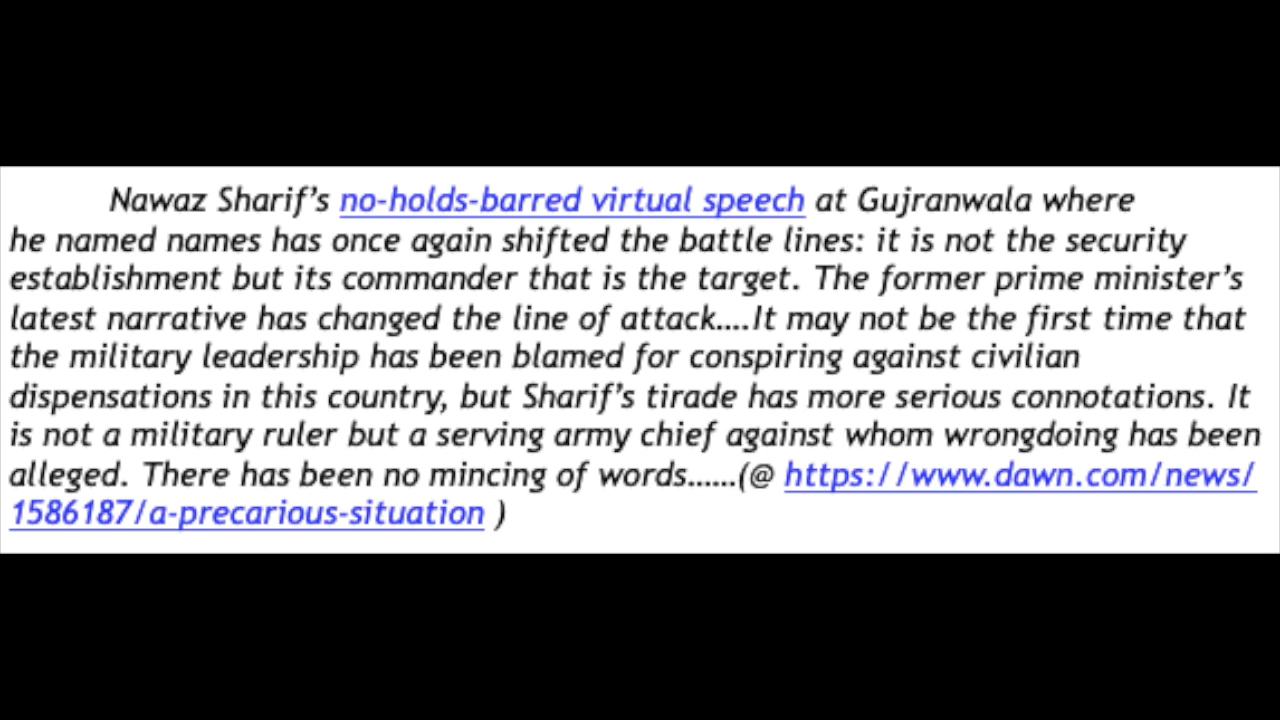 Nawaz Sharif’s no-holds-barred virtual speech at Gujranwala where
he named names has once again shifted the battle lines: it is not the security
establishment but its commander that is the target. The former prime minister’s
latest narrative has changed the line of attack….It may not be the first time that
the military leadership has been blamed for conspiring against civilian
dispensations in this country, but Sharif’s tirade has more serious connotations. It
is not a military ruler but a serving army chief against whom wrongdoing has been
alleged. There has been no mincing of words……(@ https://www.dawn.com/news/
1586187/a-precarious-situation )